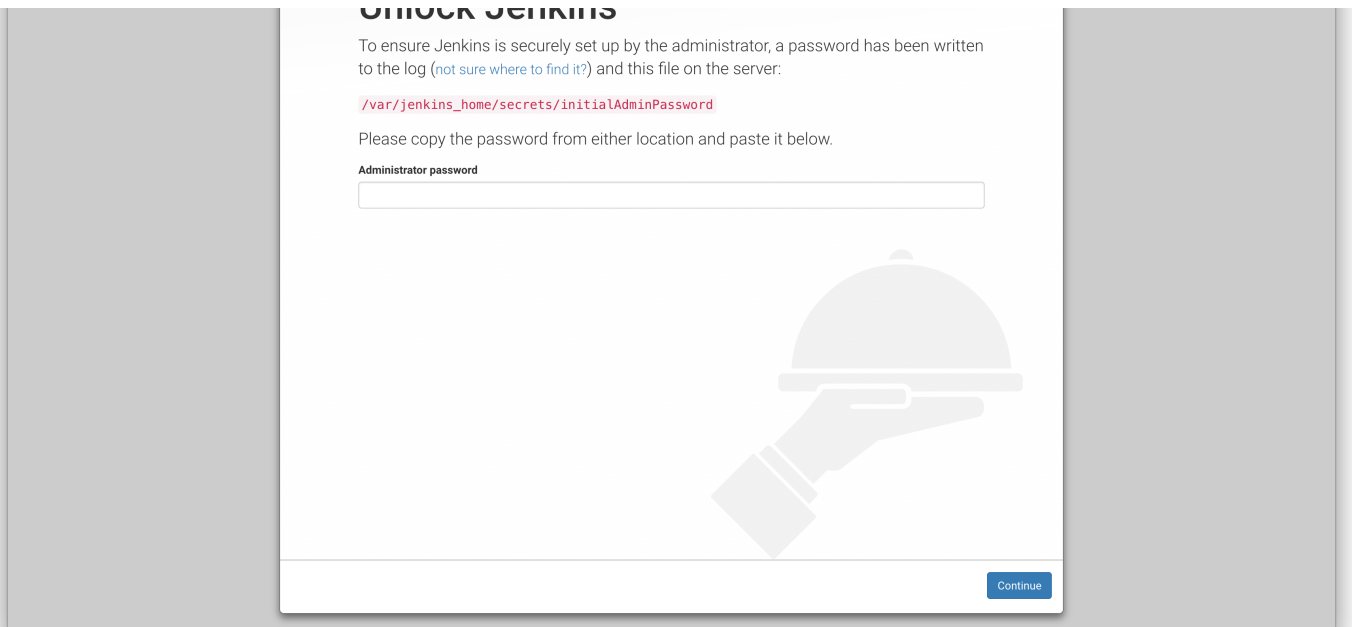 Unlock Jenkins
To ensure Jenkins is securely set up by the administrator, a password has been written
to the log (not sure where to find it?) and this file on the server:
/var/jenkins_home/secrets/initialAdminPassword
Please copy the password from either location and paste it below.
Administrator password
Continue